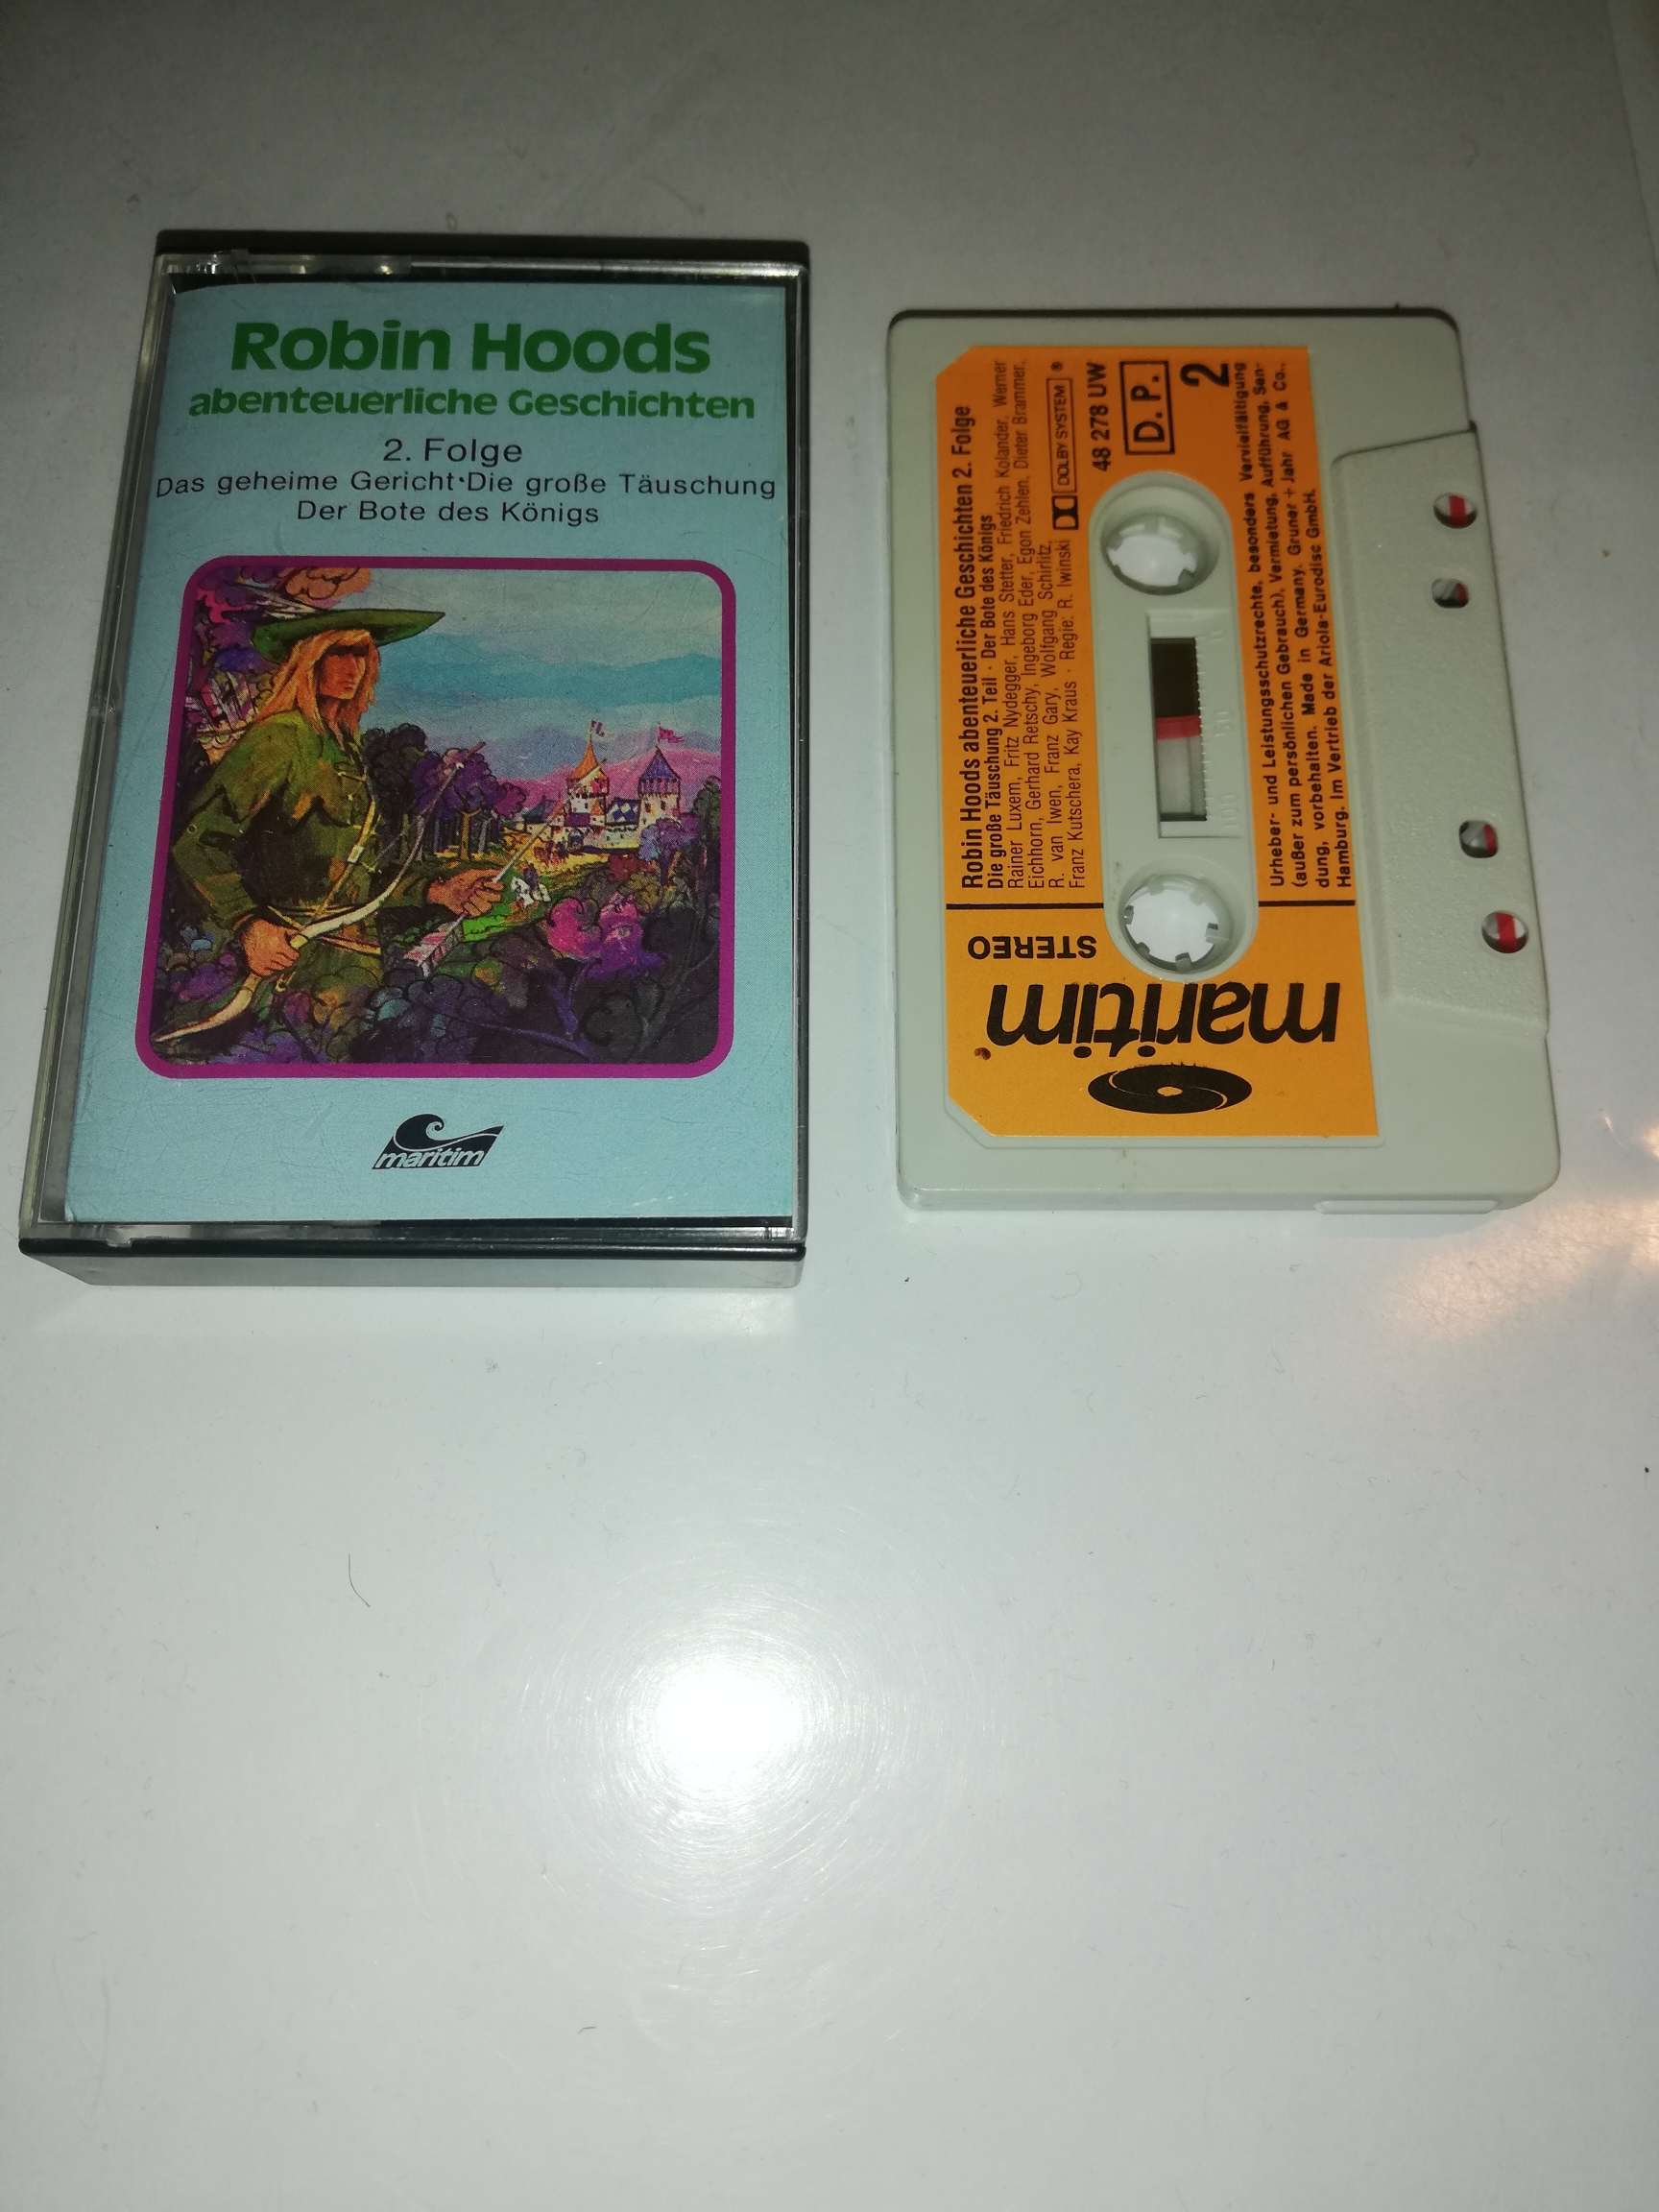 Robin Hoods
abenteuerliche Geschichten
2. Folge
Das geheime Gericht·Die große Täuschung
Der Bote des Königs
maritim
Robin Hoods abenteuerliche Geschichten 2. Folge
Die große Täuschung 2. Teil · Der Bote des Königs
Rainer Luxem, Fritz Nydegger, Hans Stetter, Friedrich Kolander, Werner
Eichhorn, Gerhard Retschy, Ingeborg Eder, Egon Zehlen, Dieter Brammer,
R. van Iwen, Franz Gary, Wolfgang Schirlitz,
Franz Kutschera, Kay Kraus · Regie: R. Iwinski
DOLBY SYSTEM ®
48 278 UW
D. P.
2
Urheber- und Leistungsschutzrechte, besonders Vervielfältigung
(außer zum persönlichen Gebrauch), Vermietung, Aufführung, Sen-
dung, vorbehalten. Made in Germany. Gruner + Jahr AG & Co.,
Hamburg. Im Vertrieb der Ariola-Eurodisc GmbH.
STEREO
maritim
100 50 0